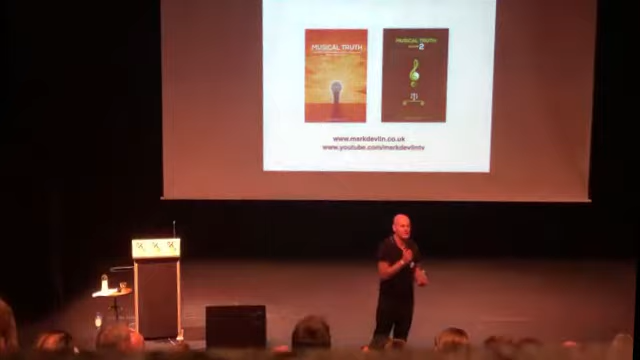 MUSICAL TRUTH
MUSICAL TRUTH
2
www.markdevlin.co.uk
www.youtube.com/markdevlintv